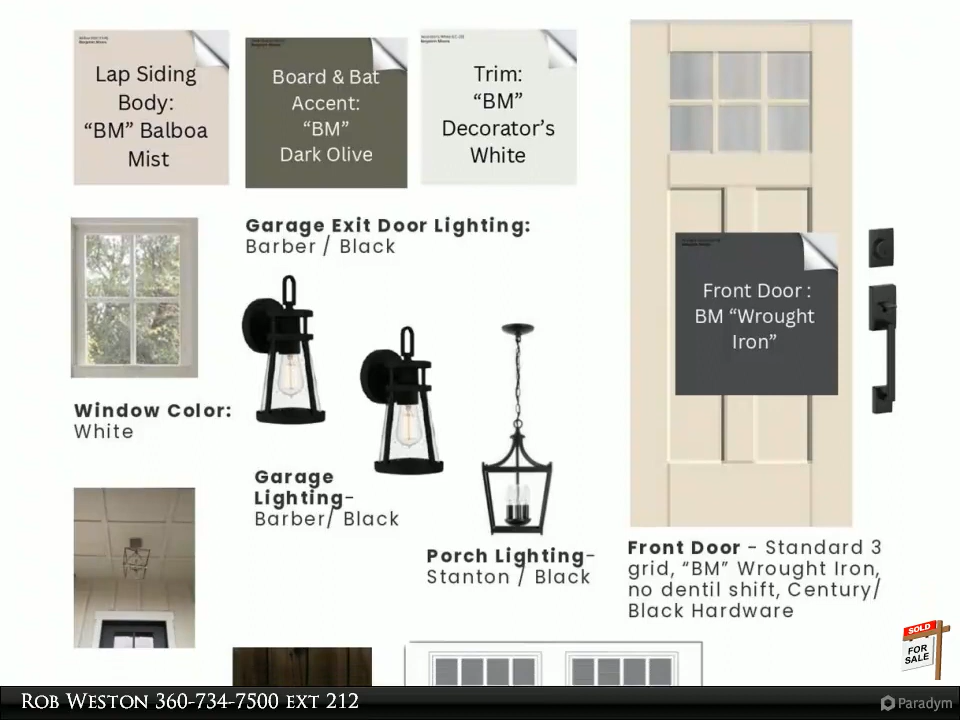 Lap Siding
Body:
“BM” Balboa
Mist
Board & Bat
Accent:
“BM”
Dark Olive
Trim:
“BM”
Decorator’s
White
Garage Exit Door Lighting:
Barber / Black
Front Door :
BM “Wrought
Iron”
Window Color:
White
Garage
Lighting-
Barber/ Black
Porch Lighting-
Stanton / Black
Front Door - Standard 3
grid, “BM” Wrought Iron,
no dentil shift, Century/
Black Hardware
SOLD
FOR
SALE
Rob Weston 360-734-7500 ext 212
Paradym